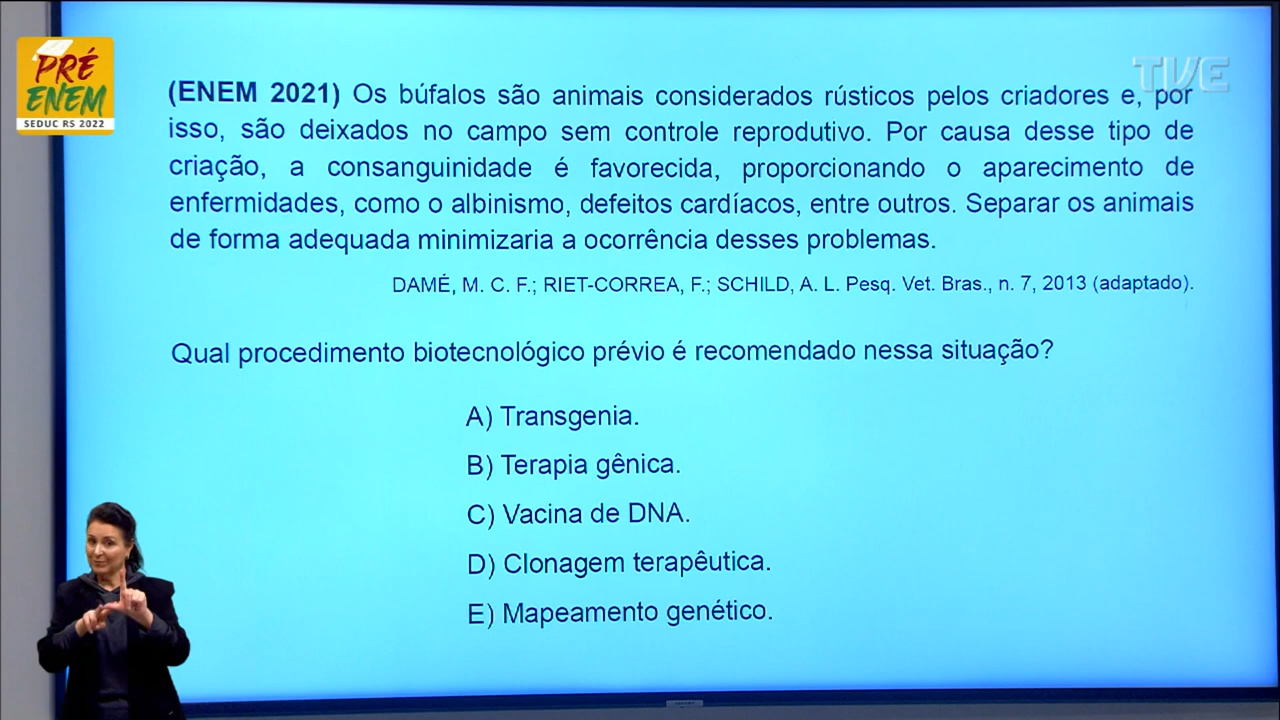 PRÉ
ENEM
SEDUC RS 2022
TVE
(ENEM 2021) Os búfalos são animais considerados rústicos pelos criadores e, por
isso, são deixados no campo sem controle reprodutivo. Por causa desse tipo de
criação, a consanguinidade é favorecida, proporcionando o aparecimento de
enfermidades, como o albinismo, defeitos cardíacos, entre outros. Separar os animais
de forma adequada minimizaria a ocorrência desses problemas.
DAMÉ, M. C. F.; RIET-CORREA, F.; SCHILD, A. L. Pesq. Vet. Bras., n. 7, 2013 (adaptado).
Qual procedimento biotecnológico prévio é recomendado nessa situação?
A) Transgenia.
B) Terapia gênica.
C) Vacina de DNA.
D) Clonagem terapêutica.
E) Mapeamento genético.